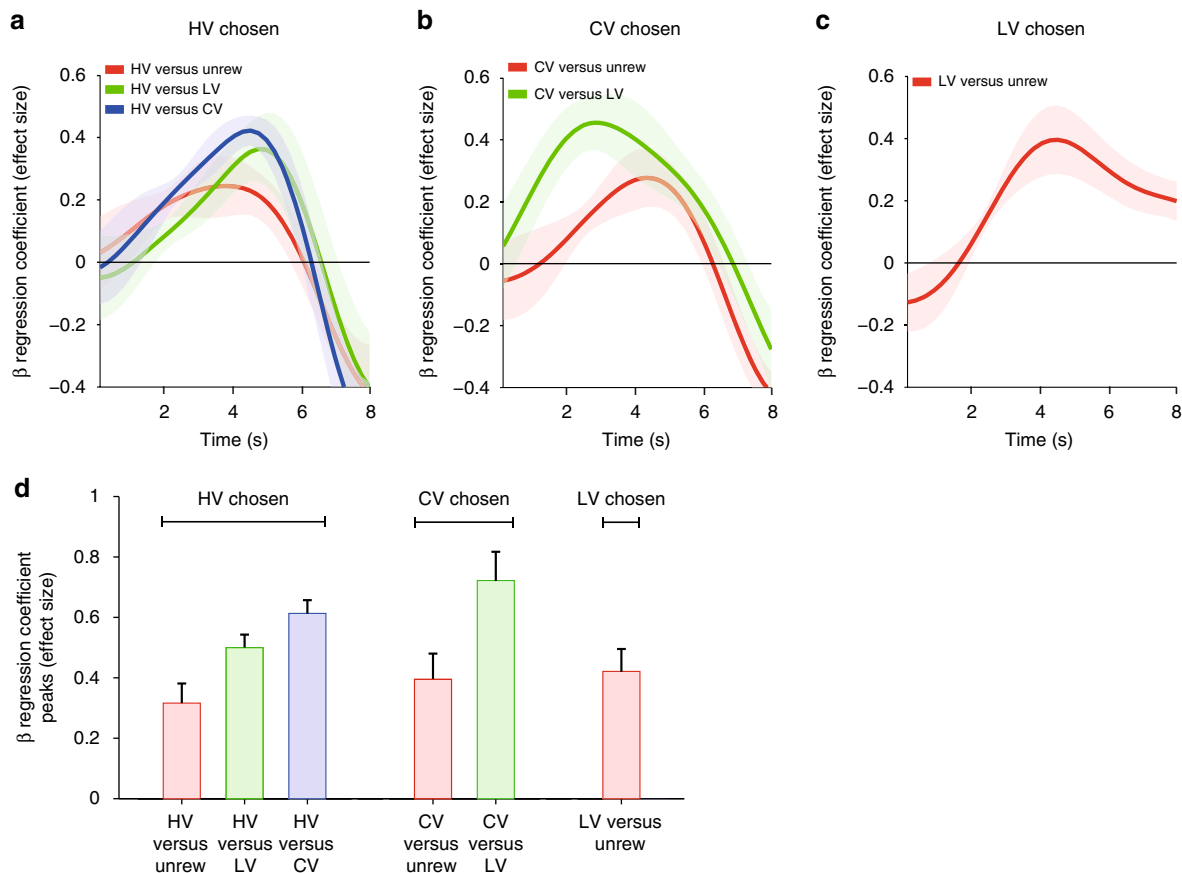 a
HV chosen
HV versus unrew
HV versus LV
HV versus CV
β regression coefficient (effect size)
0.6
0.4
0.2
0
−0.2
−0.4
2
4
6
8
Time (s)
b
CV chosen
CV versus unrew
CV versus LV
β regression coefficient (effect size)
0.6
0.4
0.2
0
−0.2
−0.4
2
4
6
8
Time (s)
c
LV chosen
LV versus unrew
β regression coefficient (effect size)
0.6
0.4
0.2
0
−0.2
−0.4
2
4
6
8
Time (s)
d
β regression coefficient
peaks (effect size)
1
0.8
0.6
0.4
0.2
0
HV chosen
CV chosen
LV chosen
HV
versus
unrew
HV
versus
LV
HV
versus
CV
CV
versus
unrew
CV
versus
LV
LV versus
unrew